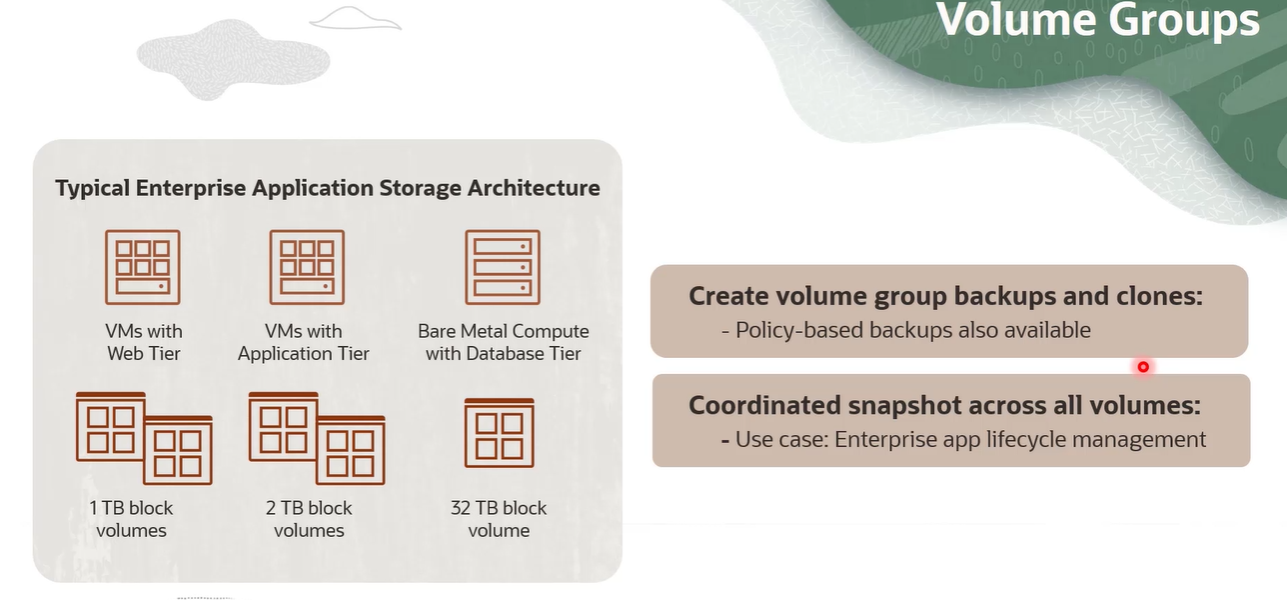 Volume Groups
Typical Enterprise Application Storage Architecture
VMs with
Web Tier
VMs with
Application Tier
Bare Metal Compute
with Database Tier
1 TB block
volumes
2 TB block
volumes
32 TB block
volume
Create volume group backups and clones:
- Policy-based backups also available
Coordinated snapshot across all volumes:
- Use case: Enterprise app lifecycle management